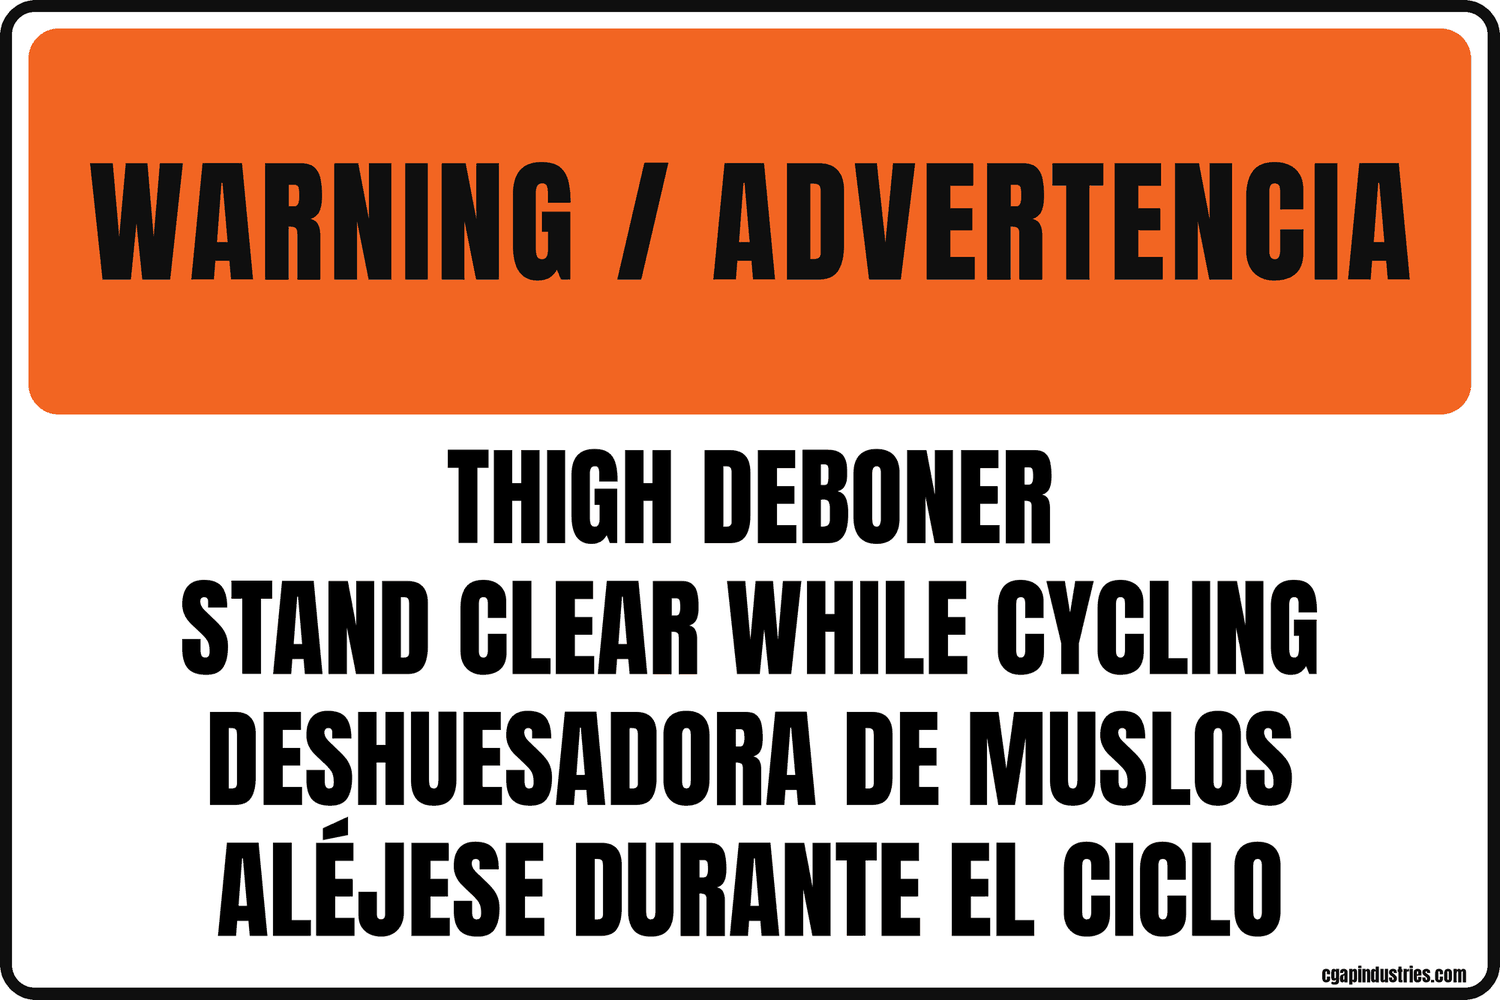 WARNING / ADVERTENCIA
THIGH DEBONER
STAND CLEAR WHILE CYCLING
DESHUESADORA DE MUSLOS
ALÉJESE DURANTE EL CICLO
cgapindustries.com